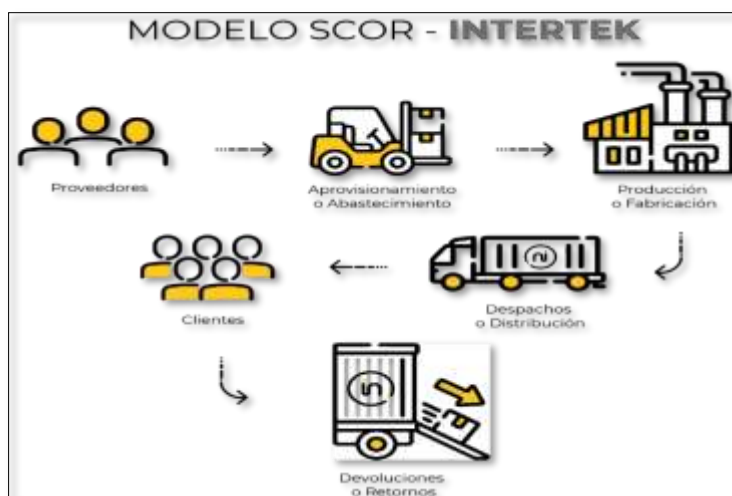 MODELO SCOR - INTERTEK
Proveedores
Aprovisionamiento
o Abastecimiento
Producción
o Fabricación
Clientes
Despachos
o Distribución
Devoluciones
o Retornos